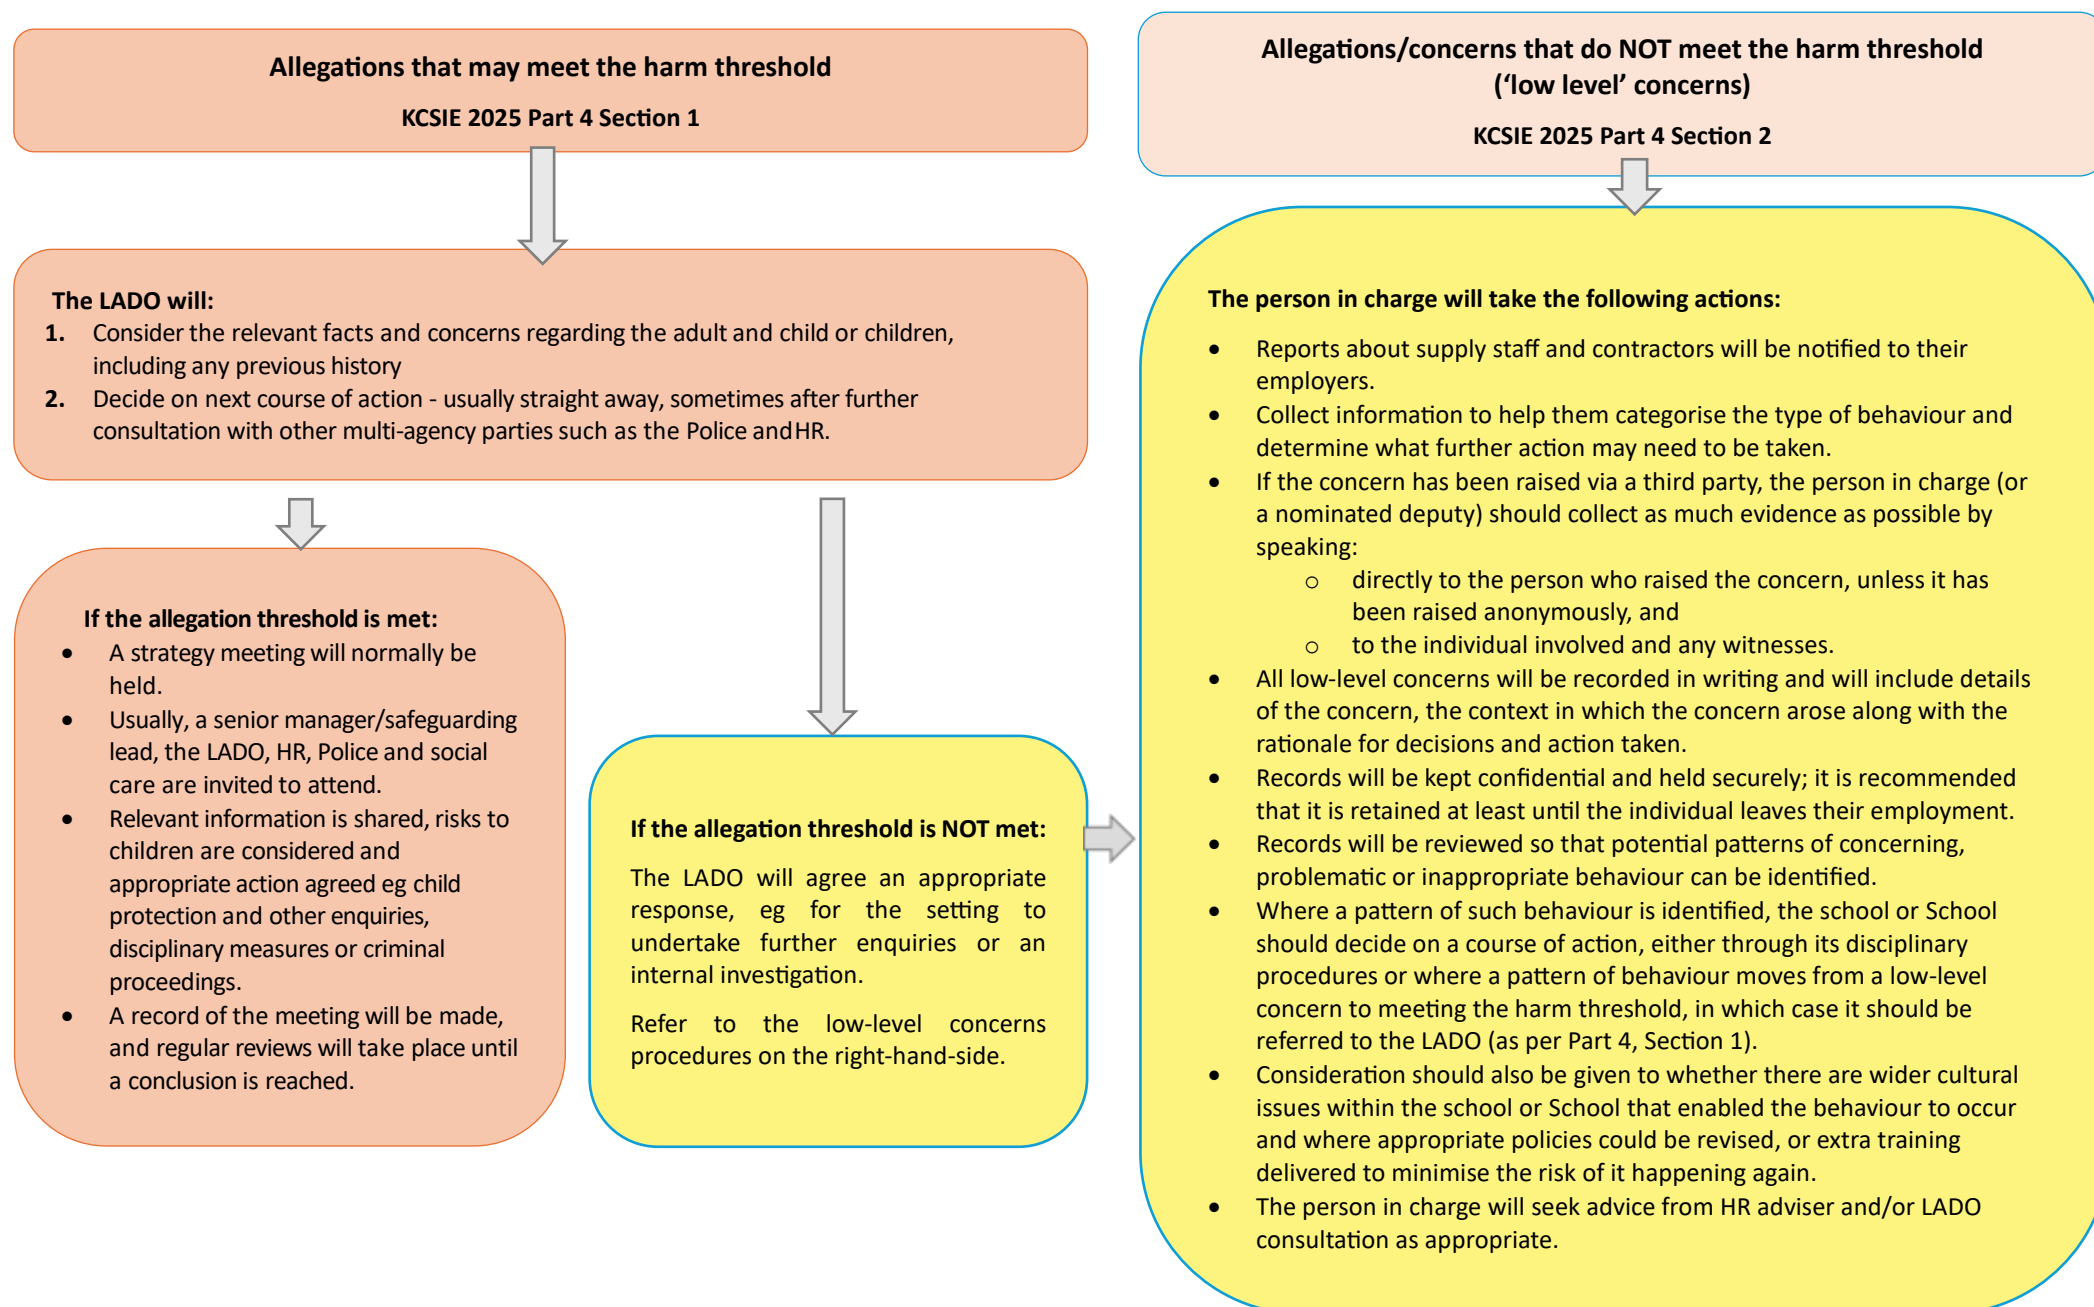 Allegations that may meet the harm threshold
KCSIE 2025 Part 4 Section 1
The LADO will:
1. Consider the relevant facts and concerns regarding the adult and child or children,
including any previous history
2. Decide on next course of action - usually straight away, sometimes after further
consultation with other multi-agency parties such as the Police and HR.
If the allegation threshold is met:
• A strategy meeting will normally be
held.
• Usually, a senior manager/safeguarding
lead, the LADO, HR, Police and social
care are invited to attend.
• Relevant information is shared, risks to
children are considered and
appropriate action agreed eg child
protection and other enquiries,
disciplinary measures or criminal
proceedings.
• A record of the meeting will be made,
and regular reviews will take place until
a conclusion is reached.
If the allegation threshold is NOT met:
The LADO will agree an appropriate
response, eg for the setting to
undertake further enquiries or an
internal investigation.
Refer to the low-level concerns
procedures on the right-hand-side.
Allegations/concerns that do NOT meet the harm threshold
(‘low level’ concerns)
KCSIE 2025 Part 4 Section 2
The person in charge will take the following actions:
• Reports about supply staff and contractors will be notified to their
employers.
• Collect information to help them categorise the type of behaviour and
determine what further action may need to be taken.
• If the concern has been raised via a third party, the person in charge (or
a nominated deputy) should collect as much evidence as possible by
speaking:
o directly to the person who raised the concern, unless it has
been raised anonymously, and
o to the individual involved and any witnesses.
• All low-level concerns will be recorded in writing and will include details
of the concern, the context in which the concern arose along with the
rationale for decisions and action taken.
• Records will be kept confidential and held securely; it is recommended
that it is retained at least until the individual leaves their employment.
• Records will be reviewed so that potential patterns of concerning,
problematic or inappropriate behaviour can be identified.
• Where a pattern of such behaviour is identified, the school or School
should decide on a course of action, either through its disciplinary
procedures or where a pattern of behaviour moves from a low-level
concern to meeting the harm threshold, in which case it should be
referred to the LADO (as per Part 4, Section 1).
• Consideration should also be given to whether there are wider cultural
issues within the school or School that enabled the behaviour to occur
and where appropriate policies could be revised, or extra training
delivered to minimise the risk of it happening again.
• The person in charge will seek advice from HR adviser and/or LADO
consultation as appropriate.